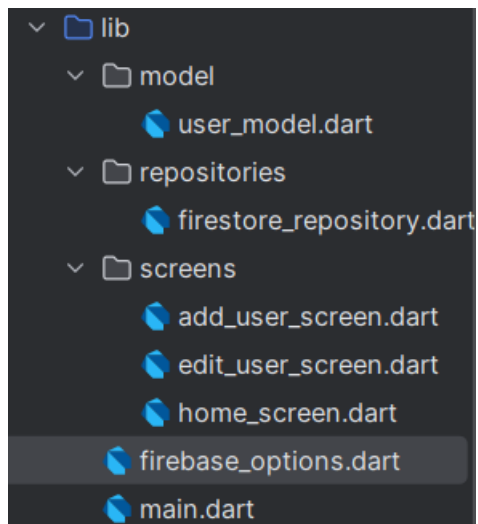 lib
model
user_model.dart
repositories
firestore_repository.dart
screens
add_user_screen.dart
edit_user_screen.dart
home_screen.dart
firebase_options.dart
main.dart